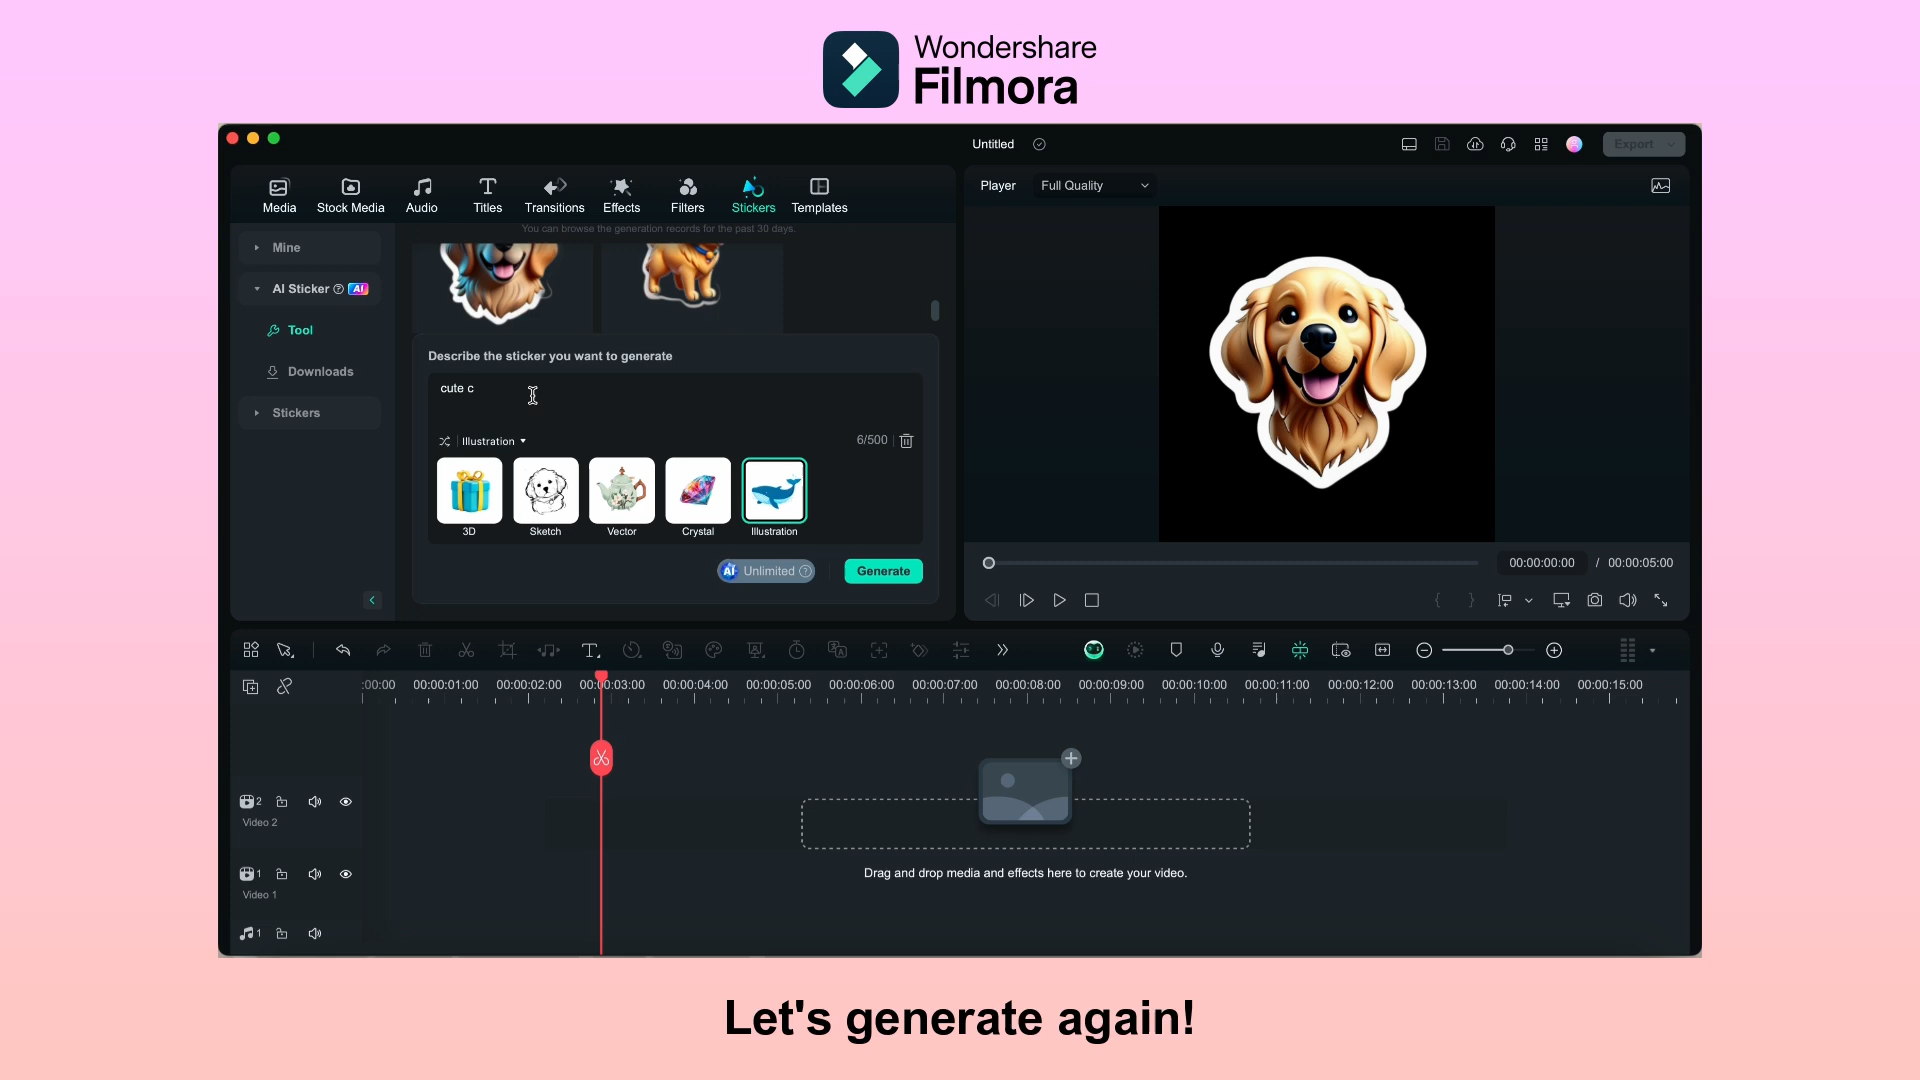 Wondershare
Filmora
Untitled
Export
Media
Stock Media
Audio
Titles
Transitions
Effects
Filters
Stickers
Templates
Player
Full Quality
You can browse the generation records for the past 30 days.
Mine
AI Sticker
AI
Tool
Downloads
Stickers
Describe the sticker you want to generate
cute c
Illustration
6/500
3D
Sketch
Vector
Crystal
Illustration
AI Unlimited
Generate
00:00:00:00 / 00:00:05:00
:00:00 00:00:01:00 00:00:02:00 00:00:03:00 00:00:04:00 00:00:05:00 00:00:06:00 00:00:07:00 00:00:08:00 00:00:09:00 00:00:10:00 00:00:11:00 00:00:12:00 00:00:13:00 00:00:14:00 00:00:15:00
2
Video 2
1
Video 1
1
Drag and drop media and effects here to create your video.
Let's generate again!